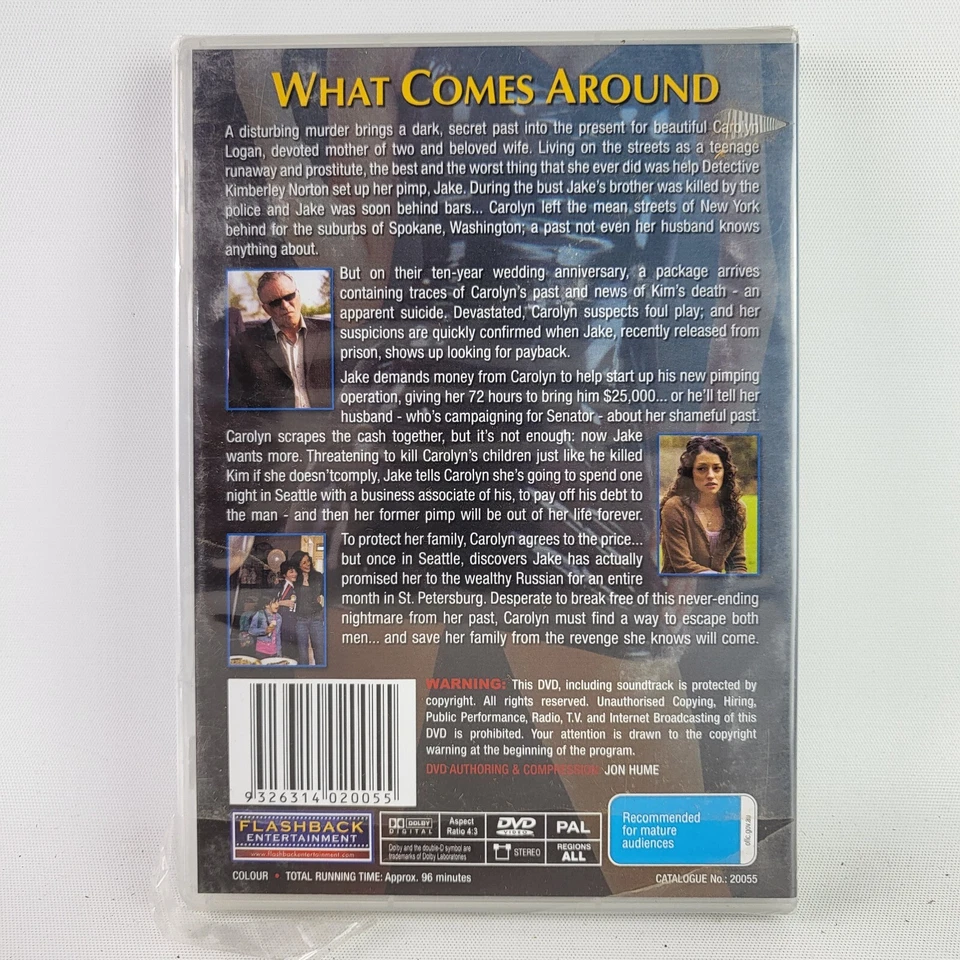 WHAT COMES AROUND
A disturbing murder brings a dark, secret past into the present for beautiful Carolyn
Logan, devoted mother of two and beloved wife. Living on the streets as a teenage
runaway and prostitute, the best and the worst thing that she ever did was help Detective
Kimberley Norton set up her pimp, Jake. During the bust Jake's brother was killed by the
police and Jake was soon behind bars... Carolyn left the mean streets of New York
behind for the suburbs of Spokane, Washington; a past not even her husband knows
anything about.
But on their ten-year wedding anniversary, a package arrives
containing traces of Carolyn's past and news of Kim's death - an
apparent suicide. Devastated, Carolyn suspects foul play; and her
suspicions are quickly confirmed when Jake, recently released from
prison, shows up looking for payback.
Jake demands money from Carolyn to help start up his new pimping
operation, giving her 72 hours to bring him $25,000... or he'll tell her
husband - who's campaigning for Senator - about her shameful past.
Carolyn scrapes the cash together, but it's not enough: now Jake
wants more. Threatening to kill Carolyn's children just like he killed
Kim if she doesn'tcomply, Jake tells Carolyn she's going to spend one
night in Seattle with a business associate of his, to pay off his debt to
the man - and then her former pimp will be out of her life forever.
To protect her family, Carolyn agrees to the price...
but once in Seattle, discovers Jake has actually
promised her to the wealthy Russian for an entire
month in St. Petersburg. Desperate to break free of this never-ending
nightmare from her past, Carolyn must find a way to escape both
men... and save her family from the revenge she knows will come.
WARNING: This DVD, including soundtrack is protected by
copyright. All rights reserved. Unauthorised Copying, Hiring,
Public Performance, Radio, T.V. and Internet Broadcasting of this
DVD is prohibited. Your attention is drawn to the copyright
warning at the beginning of the program.
DVD AUTHORING & COMPRESSION: JON HUME
9326314020055
FLASHBACK
ENTERTAINMENT
www.flashbackentertainment.com
DOLBY
DIGITAL
Aspect
Ratio 4:3
DVD
VIDEO
PAL
Dolby and the double-D symbol are
trademarks of Dolby Laboratories
STEREO
REGIONS
ALL
Recommended
for mature
audiences
oflc.gov.au
COLOUR • TOTAL RUNNING TIME: Approx. 96 minutes
CATALOGUE No.: 20055